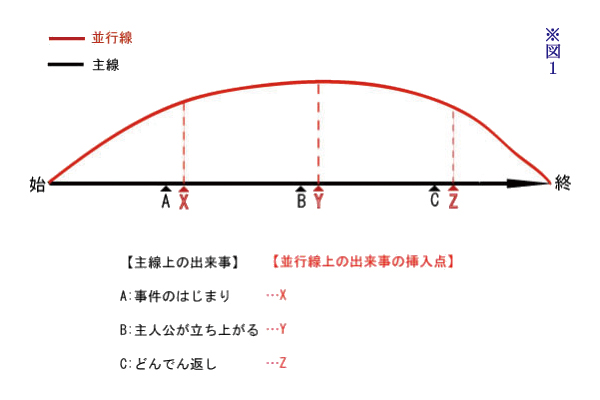 並行線
主線
※図1
始
終
A X B Y C Z
【主線上の出来事】 【並行線上の出来事の挿入点】
A:事件のはじまり …X
B:主人公が立ち上がる …Y
C:どんでん返し …Z